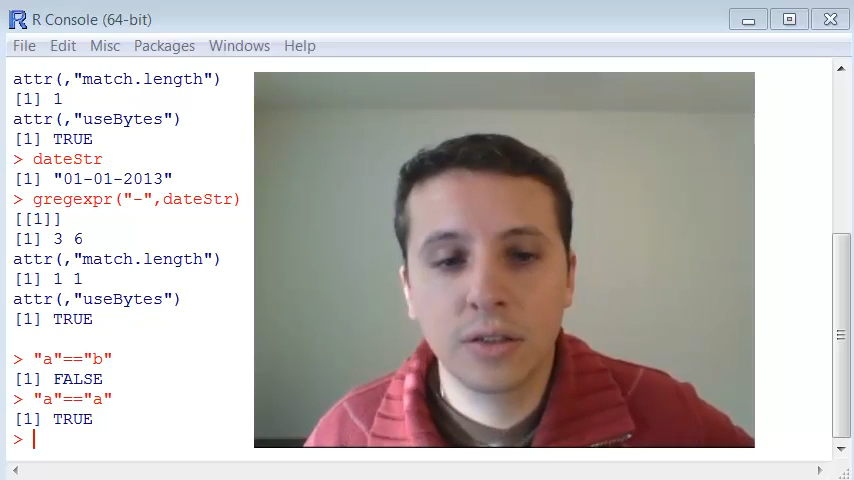 R Console (64-bit)
File Edit Misc Packages Windows Help
attr(,"match.length")
[1] 1
attr(,"useBytes")
[1] TRUE
> dateStr
[1] "01-01-2013"
> gregexpr("-",dateStr)
[[1]]
[1] 3 6
attr(,"match.length")
[1] 1 1
attr(,"useBytes")
[1] TRUE
> "a"=="b"
[1] FALSE
> "a"=="a"
[1] TRUE
>